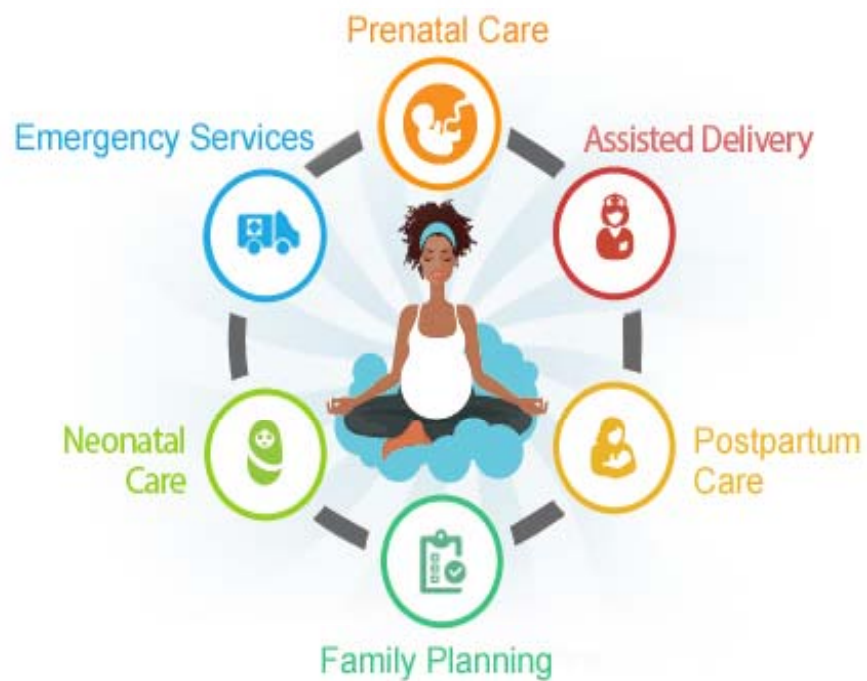 Prenatal Care
Emergency Services
Assisted Delivery
Neonatal
Care
Postpartum
Care
Family Planning